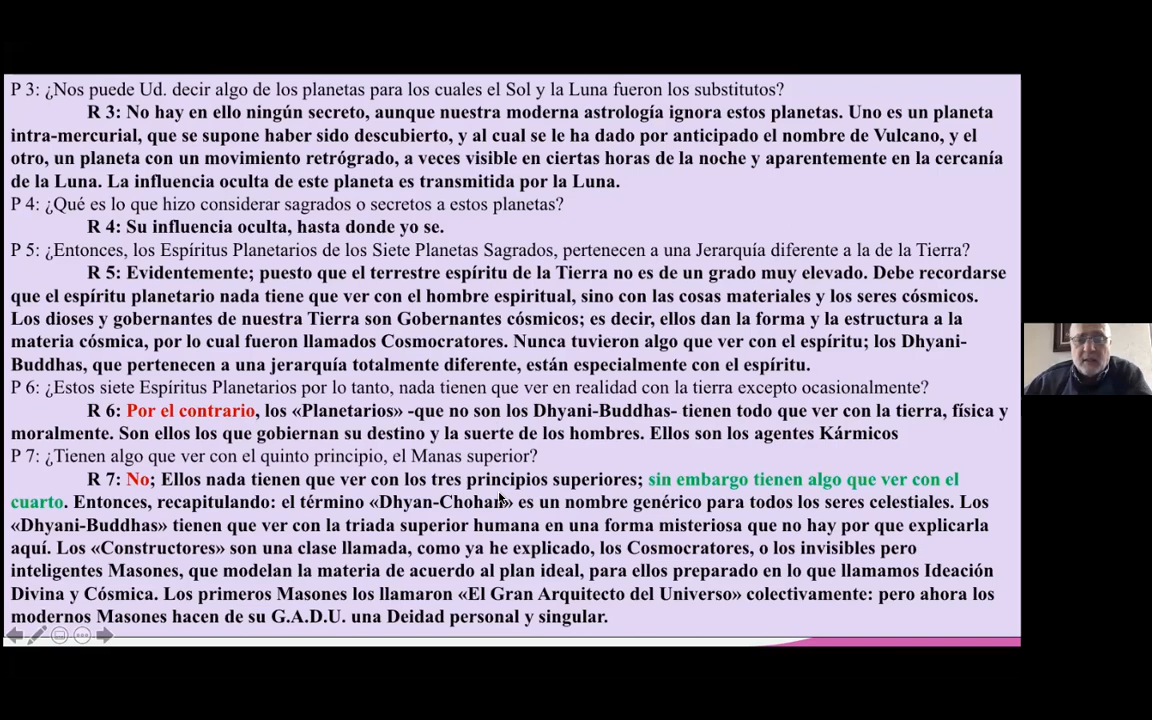 P 3: ¿Nos puede Ud. decir algo de los planetas para los cuales el Sol y la Luna fueron los substitutos?
R 3: No hay en ello ningún secreto, aunque nuestra moderna astrología ignora estos planetas. Uno es un planeta
intra-mercurial, que se supone haber sido descubierto, y al cual se le ha dado por anticipado el nombre de Vulcano, y el
otro, un planeta con un movimiento retrógrado, a veces visible en ciertas horas de la noche y aparentemente en la cercanía
de la Luna. La influencia oculta de este planeta es transmitida por la Luna.
P 4: ¿Qué es lo que hizo considerar sagrados o secretos a estos planetas?
R 4: Su influencia oculta, hasta donde yo se.
P 5: ¿Entonces, los Espíritus Planetarios de los Siete Planetas Sagrados, pertenecen a una Jerarquía diferente a la de la Tierra?
R 5: Evidentemente; puesto que el terrestre espíritu de la Tierra no es de un grado muy elevado. Debe recordarse
que el espíritu planetario nada tiene que ver con el hombre espiritual, sino con las cosas materiales y los seres cósmicos.
Los dioses y gobernantes de nuestra Tierra son Gobernantes cósmicos; es decir, ellos dan la forma y la estructura a la
materia cósmica, por lo cual fueron llamados Cosmocratores. Nunca tuvieron algo que ver con el espíritu; los Dhyani-
Buddhas, que pertenecen a una jerarquía totalmente diferente, están especialmente con el espíritu.
P 6: ¿Estos siete Espíritus Planetarios por lo tanto, nada tienen que ver en realidad con la tierra excepto ocasionalmente?
R 6: Por el contrario, los «Planetarios» -que no son los Dhyani-Buddhas- tienen todo que ver con la tierra, física y
moralmente. Son ellos los que gobiernan su destino y la suerte de los hombres. Ellos son los agentes Kármicos
P 7: ¿Tienen algo que ver con el quinto principio, el Manas superior?
R 7: No; Ellos nada tienen que ver con los tres principios superiores; sin embargo tienen algo que ver con el
cuarto. Entonces, recapitulando: el término «Dhyan-Chohan» es un nombre genérico para todos los seres celestiales. Los
«Dhyani-Buddhas» tienen que ver con la triada superior humana en una forma misteriosa que no hay por que explicarla
aquí. Los «Constructores» son una clase llamada, como ya he explicado, los Cosmocratores, o los invisibles pero
inteligentes Masones, que modelan la materia de acuerdo al plan ideal, para ellos preparado en lo que llamamos Ideación
Divina y Cósmica. Los primeros Masones los llamaron «El Gran Arquitecto del Universo» colectivamente: pero ahora los
modernos Masones hacen de su G.A.D.U. una Deidad personal y singular.